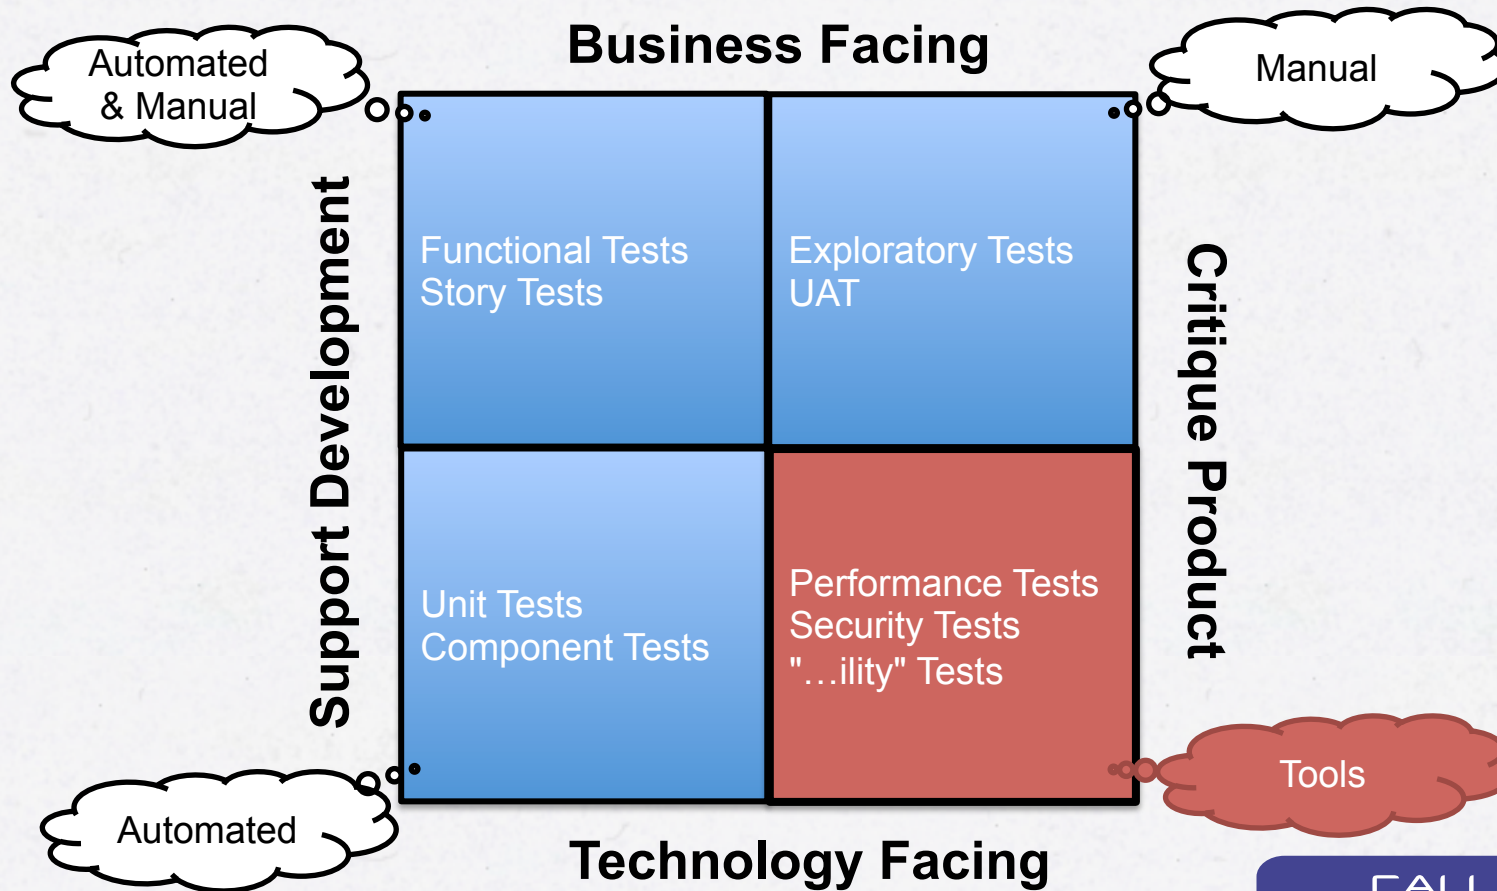 Business Facing
Automated
& Manual
Manual
Support Development
Functional Tests
Story Tests
Exploratory Tests
UAT
Critique Product
Unit Tests
Component Tests
Performance Tests
Security Tests
"…ility" Tests
Tools
Automated
Technology Facing